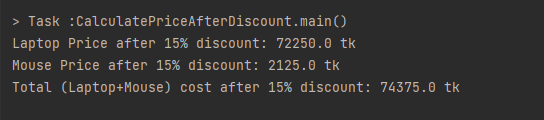 > Task :CalculatePriceAfterDiscount.main()
Laptop Price after 15% discount: 72250.0 tk
Mouse Price after 15% discount: 2125.0 tk
Total (Laptop+Mouse) cost after 15% discount: 74375.0 tk